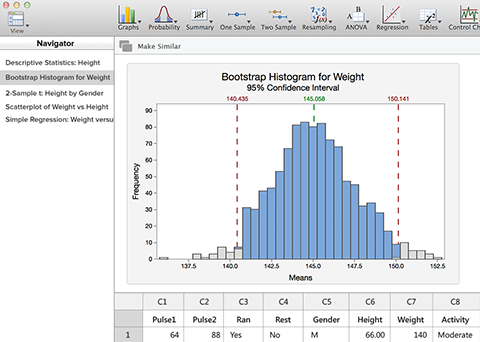 View
Graphs Probability Summary One Sample Two Sample Resampling ANOVA Regression Tables Control Ch
Navigator
Make Similar
Descriptive Statistics: Height
Bootstrap Histogram for Weight
2-Sample t: Height by Gender
Scatterplot of Weight vs Height
Simple Regression: Weight versu
Bootstrap Histogram for Weight
95% Confidence Interval
140.435 145.058 150.141
90
80
70
60
50
40
30
20
10
0
Frequency
137.5 140.0 142.5 145.0 147.5 150.0 152.5
Means
C1 C2 C3 C4 C5 C6 C7 C8
Pulse1 Pulse2 Ran Rest Gender Height Weight Activity
1 64 88 Yes No M 66.00 140 Moderate